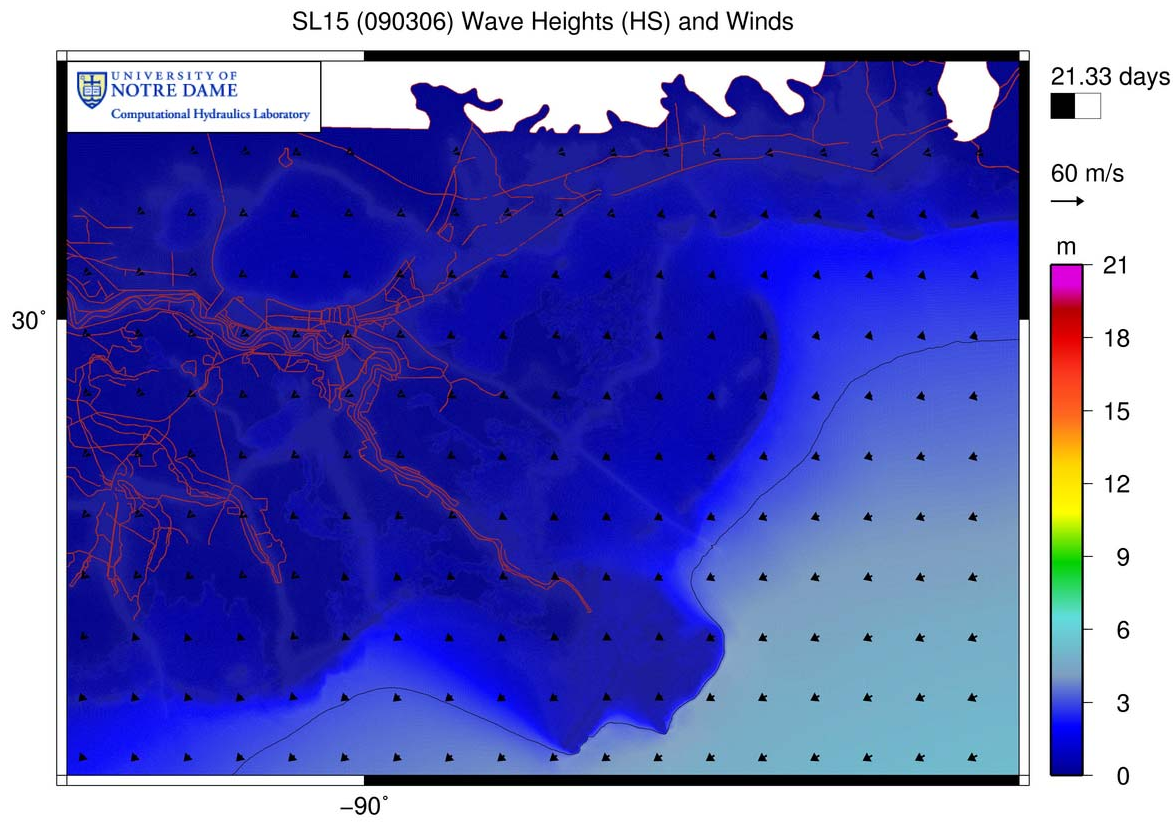 SL15 (090306) Wave Heights (HS) and Winds
UNIVERSITY OF
NOTRE DAME
Computational Hydraulics Laboratory
21.33 days
60 m/s
m
21
18
15
12
9
6
3
0
30°
−90°